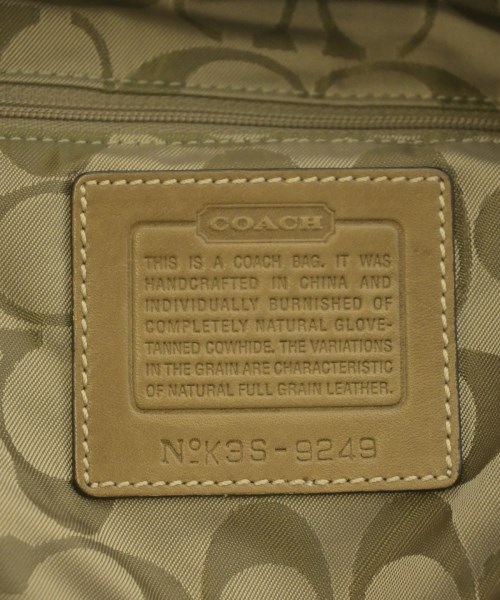 COACH
THIS IS A COACH BAG. IT WAS
HANDCRAFTED IN CHINA AND
INDIVIDUALLY BURNISHED OF
COMPLETELY NATURAL GLOVE-
TANNED COWHIDE. THE VARIATIONS
IN THE GRAIN ARE CHARACTERISTIC
OF NATURAL FULL GRAIN LEATHER.
Nº K3S-9249